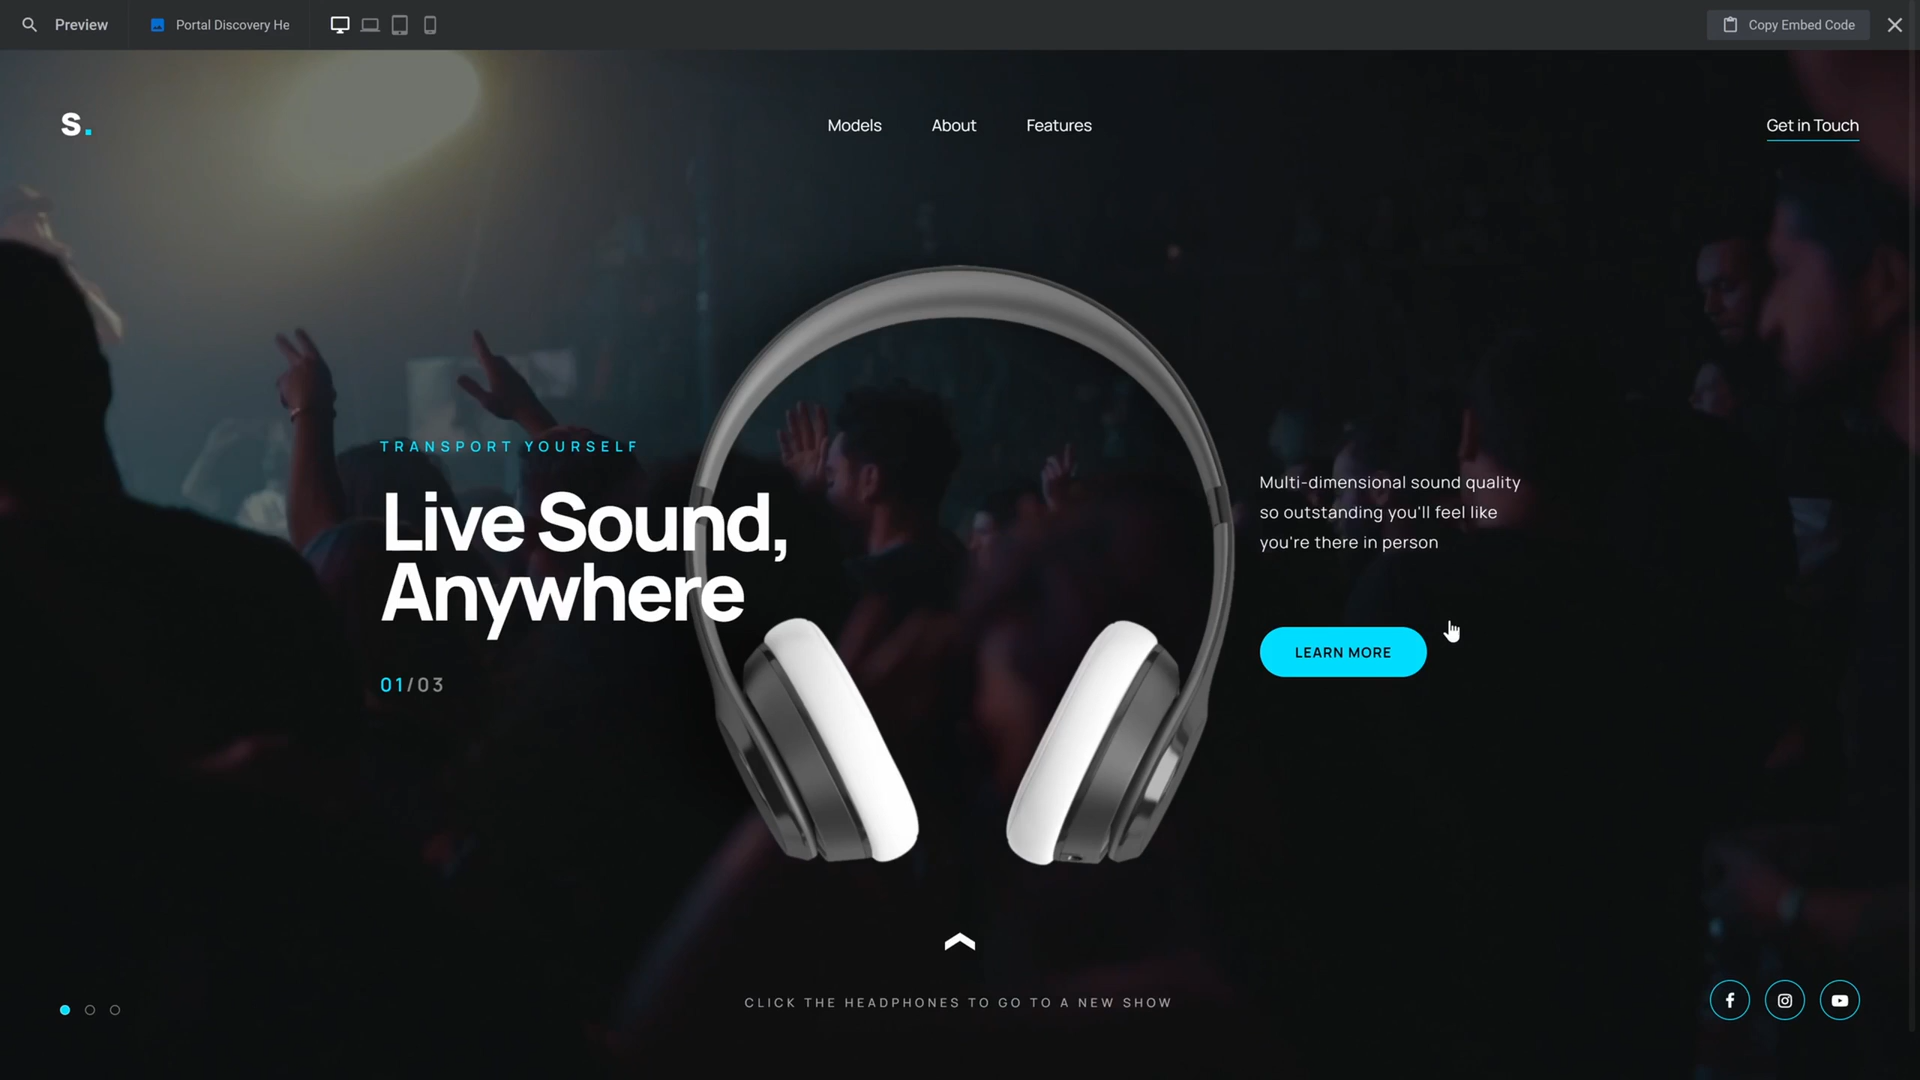 Preview
Portal Discovery He
Copy Embed Code
s.
Models
About
Features
Get in Touch
TRANSPORT YOURSELF
Live Sound,
Anywhere
01/03
Multi-dimensional sound quality
so outstanding you'll feel like
you're there in person
LEARN MORE
CLICK THE HEADPHONES TO GO TO A NEW SHOW